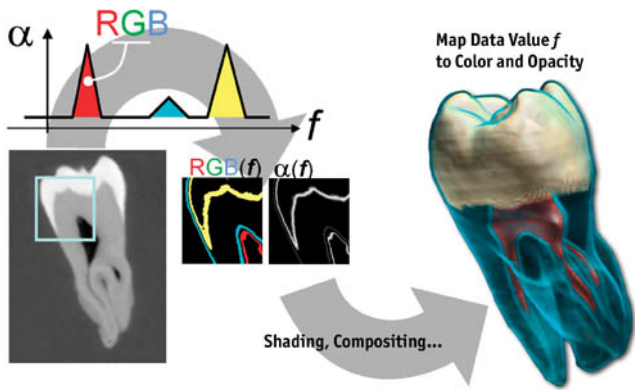 RGB
α
f
Map Data Value f
to Color and Opacity
RGB(f) α(f)
Shading, Compositing...